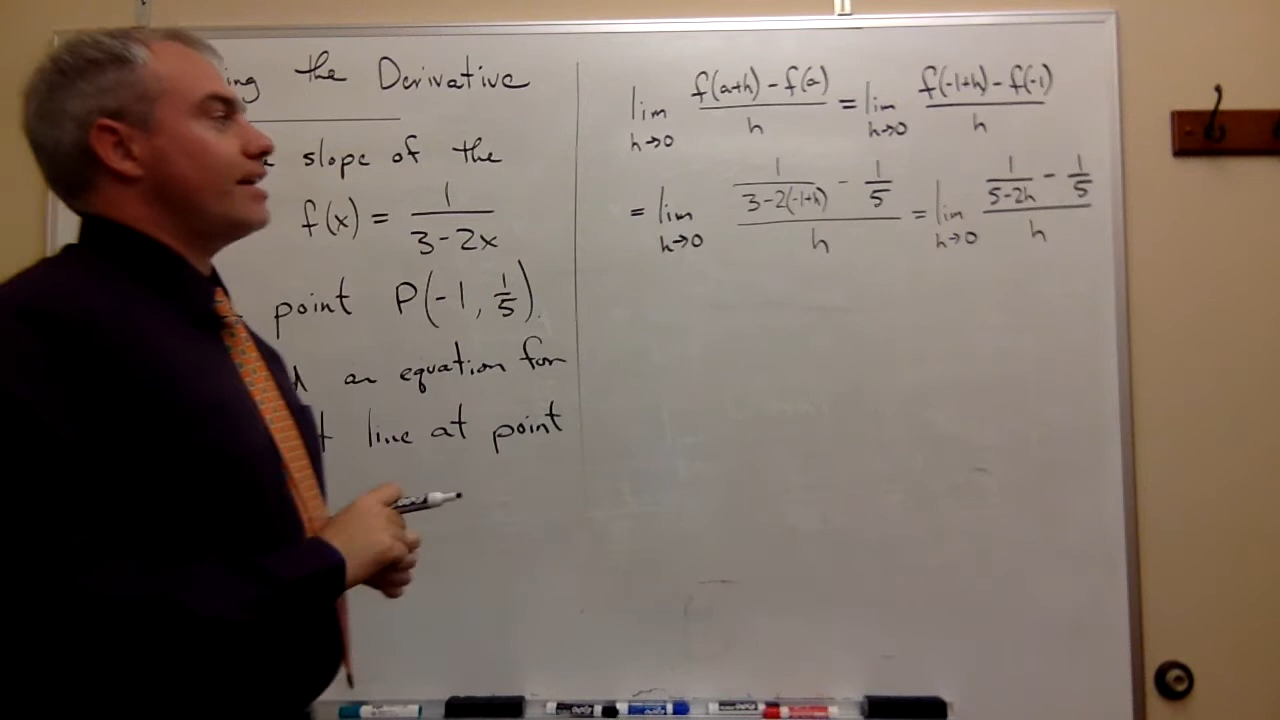 the Derivative
slope of the
f(x) = 1/(3-2x)
point P(-1, 1/5).
an equation for
line at point
lim h→0 (f(a+h) - f(a))/h = lim h→0 (f(-1+h) - f(-1))/h
= lim h→0 (1/(3-2(-1+h)) - 1/5)/h = lim h→0 (1/(5-2h) - 1/5)/h